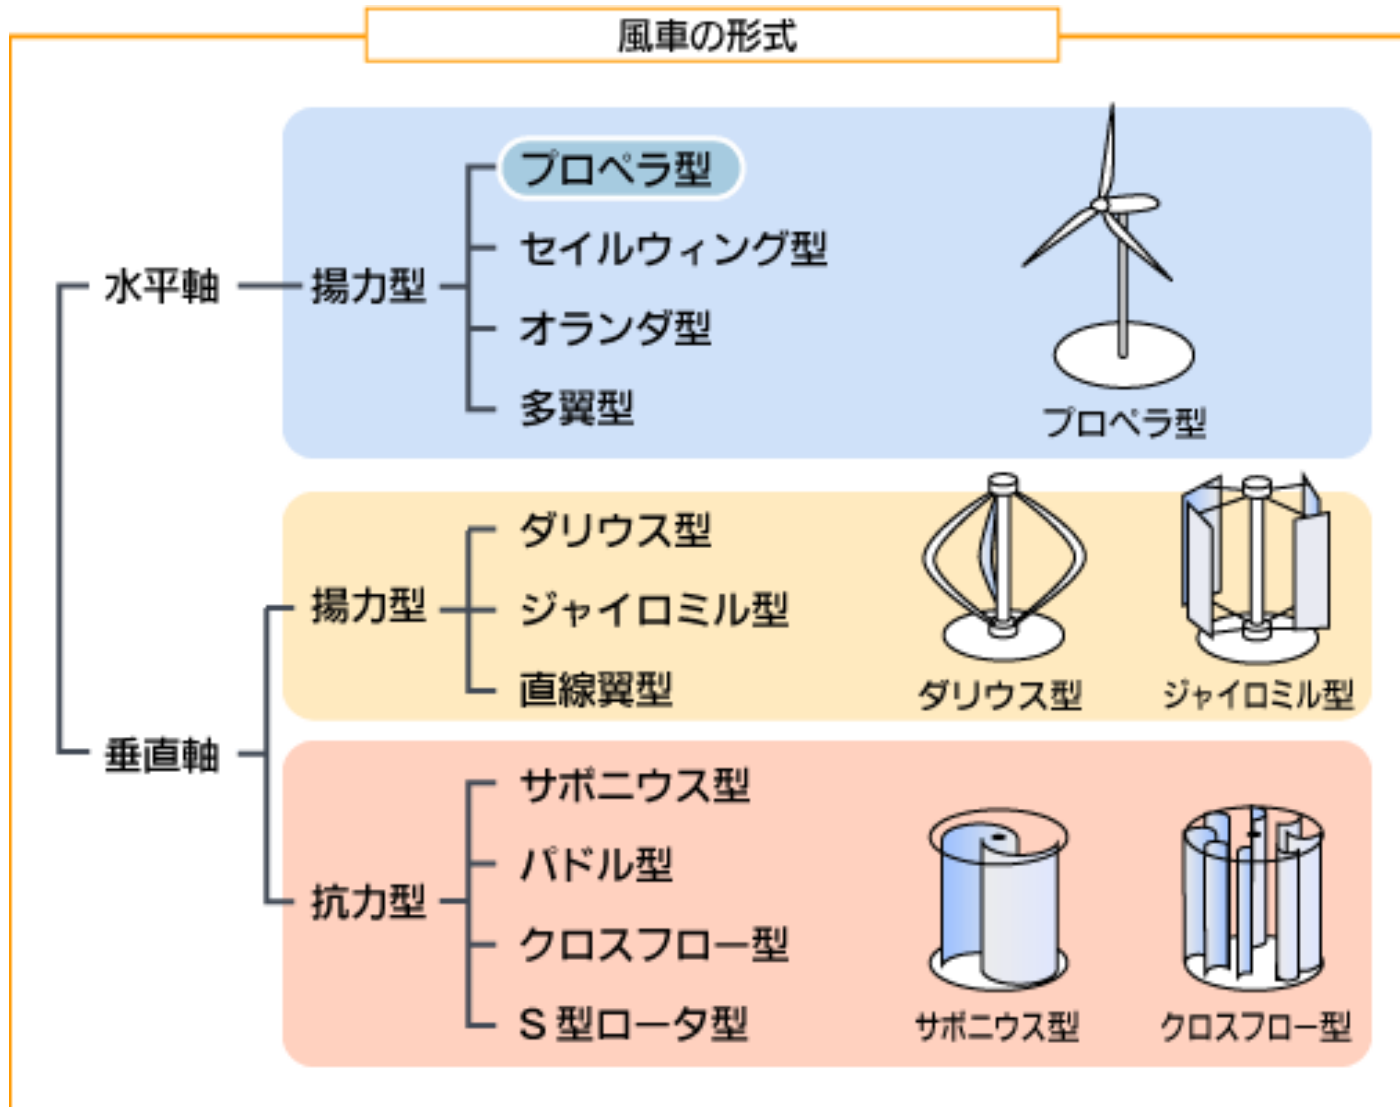 風車の形式
水平軸
揚力型
プロペラ型
セイルウィング型
オランダ型
多翼型
プロペラ型
垂直軸
揚力型
ダリウス型
ジャイロミル型
直線翼型
ダリウス型
ジャイロミル型
抗力型
サボニウス型
パドル型
クロスフロー型
S型ロータ型
サボニウス型
クロスフロー型